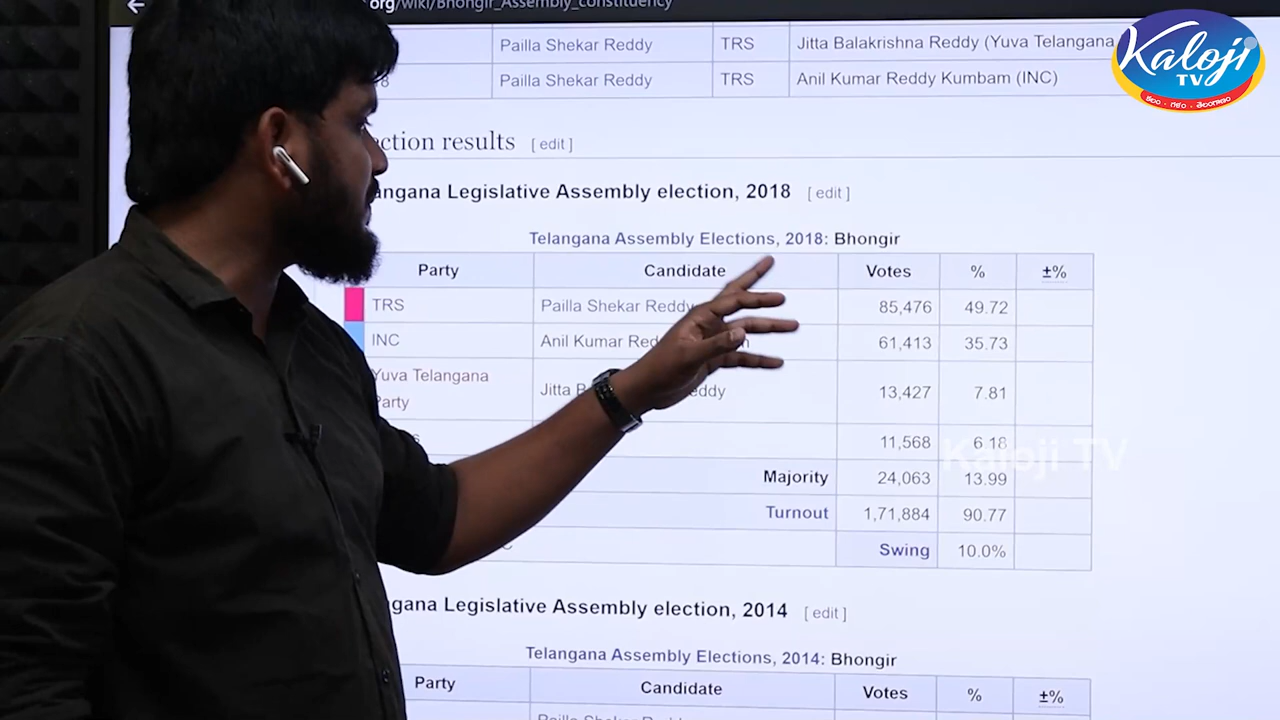 org/wiki/Bhongir_Assembly_constituency
Pailla Shekar Reddy TRS Jitta Balakrishna Reddy (Yuva Telangana
8 Pailla Shekar Reddy TRS Anil Kumar Reddy Kumbam (INC)
Kaloji
TV
ction results [ edit ]
angana Legislative Assembly election, 2018 [ edit ]
Telangana Assembly Elections, 2018: Bhongir
Party Candidate Votes % ±%
TRS Pailla Shekar Reddy 85,476 49.72
INC Anil Kumar Red 61,413 35.73
Yuva Telangana Party Jitta B eddy 13,427 7.81
11,568 6.18
Kaloji TV
Majority 24,063 13.99
Turnout 1,71,884 90.77
Swing 10.0%
gana Legislative Assembly election, 2014 [ edit ]
Telangana Assembly Elections, 2014: Bhongir
Party Candidate Votes % ±%